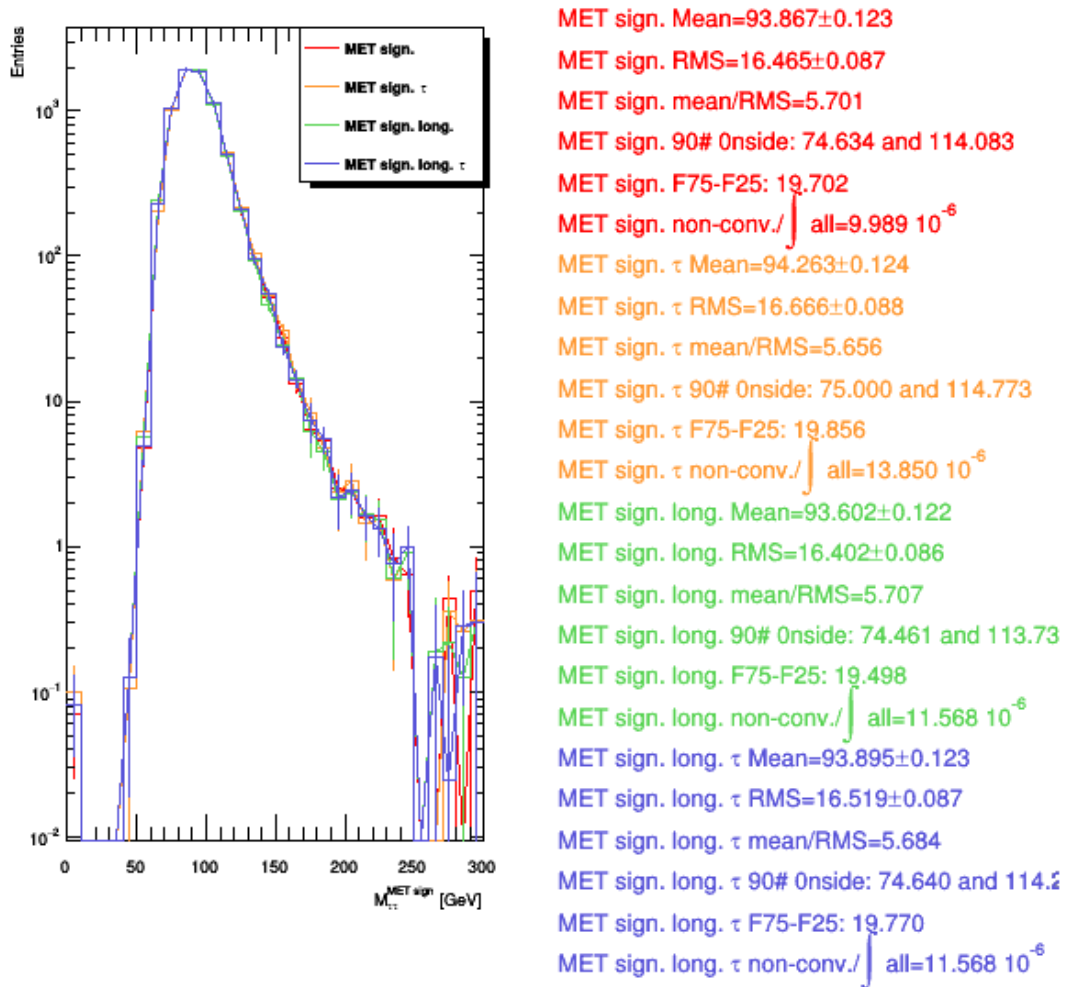 Entries
10^3
10^2
10
1
10^-1
10^-2
0 50 100 150 200 250 300
M_ττ^MET sign [GeV]
MET sign.
MET sign. τ
MET sign. long.
MET sign. long. τ
MET sign. Mean=93.867±0.123
MET sign. RMS=16.465±0.087
MET sign. mean/RMS=5.701
MET sign. 90# 0nside: 74.634 and 114.083
MET sign. F75-F25: 19.702
MET sign. non-conv./∫ all=9.989 10^-6
MET sign. τ Mean=94.263±0.124
MET sign. τ RMS=16.666±0.088
MET sign. τ mean/RMS=5.656
MET sign. τ 90# 0nside: 75.000 and 114.773
MET sign. τ F75-F25: 19.856
MET sign. τ non-conv./∫ all=13.850 10^-6
MET sign. long. Mean=93.602±0.122
MET sign. long. RMS=16.402±0.086
MET sign. long. mean/RMS=5.707
MET sign. long. 90# 0nside: 74.461 and 113.73
MET sign. long. F75-F25: 19.498
MET sign. long. non-conv./∫ all=11.568 10^-6
MET sign. long. τ Mean=93.895±0.123
MET sign. long. τ RMS=16.519±0.087
MET sign. long. τ mean/RMS=5.684
MET sign. long. τ 90# 0nside: 74.640 and 114.2
MET sign. long. τ F75-F25: 19.770
MET sign. long. τ non-conv./∫ all=11.568 10^-6